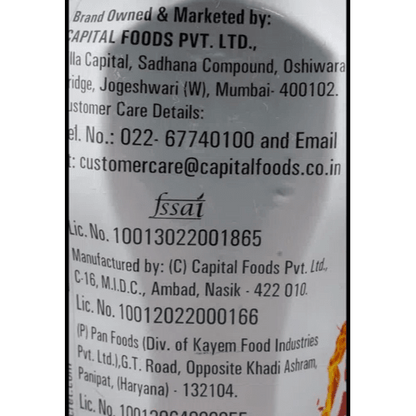 Brand Owned & Marketed by:
CAPITAL FOODS PVT. LTD.,
lla Capital, Sadhana Compound, Oshiwara
ridge, Jogeshwari (W), Mumbai- 400102.
ustomer Care Details:
el. No.: 022- 67740100 and Email
: customercare@capitalfoods.co.in
fssai
Lic. No. 10013022001865
Manufactured by: (C) Capital Foods Pvt. Ltd.,
C-16, M.I.D.C., Ambad, Nasik - 422 010.
Lic. No. 10012022000166
(P) Pan Foods (Div. of Kayem Food Industries
Pvt. Ltd.),G.T. Road, Opposite Khadi Ashram,
Panipat, (Haryana) - 132104.
Lic. No.